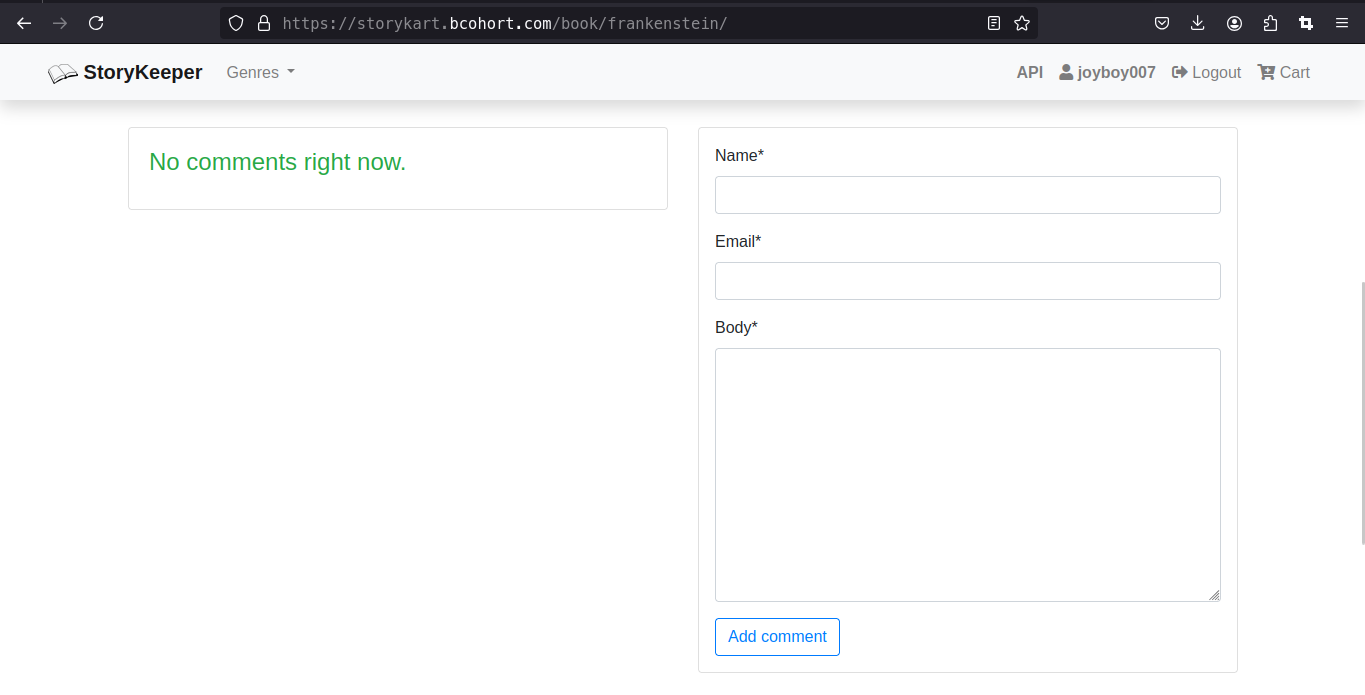 https://storykart.bcohort.com/book/frankenstein/
StoryKeeper Genres API joyboy007 Logout Cart
No comments right now.
Name*
Email*
Body*
Add comment